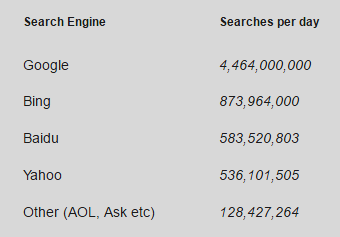 Search Engine Searches per day
Google 4,464,000,000
Bing 873,964,000
Baidu 583,520,803
Yahoo 536,101,505
Other (AOL, Ask etc) 128,427,264